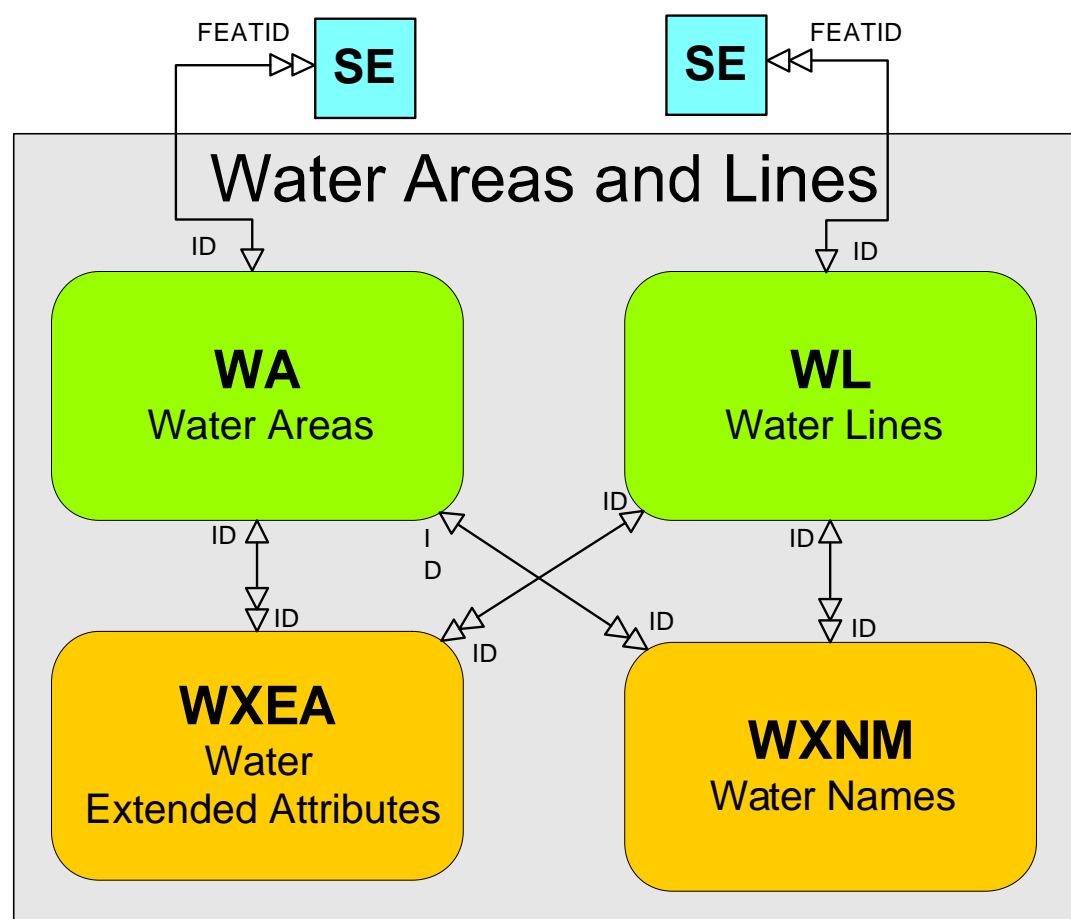 FEATID
SE
SE
FEATID
Water Areas and Lines
ID
ID
WA
Water Areas
WL
Water Lines
ID
I
D
ID
ID
ID
ID
ID
ID
WXEA
Water
Extended Attributes
WXNM
Water Names